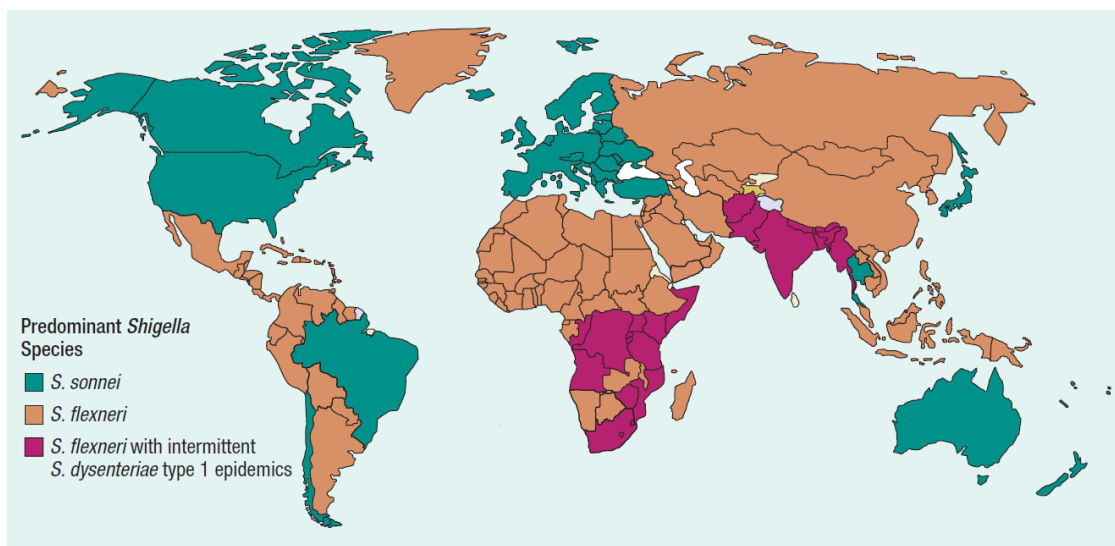 Predominant Shigella
Species
S. sonnei
S. flexneri
S. flexneri with intermittent
S. dysenteriae type 1 epidemics